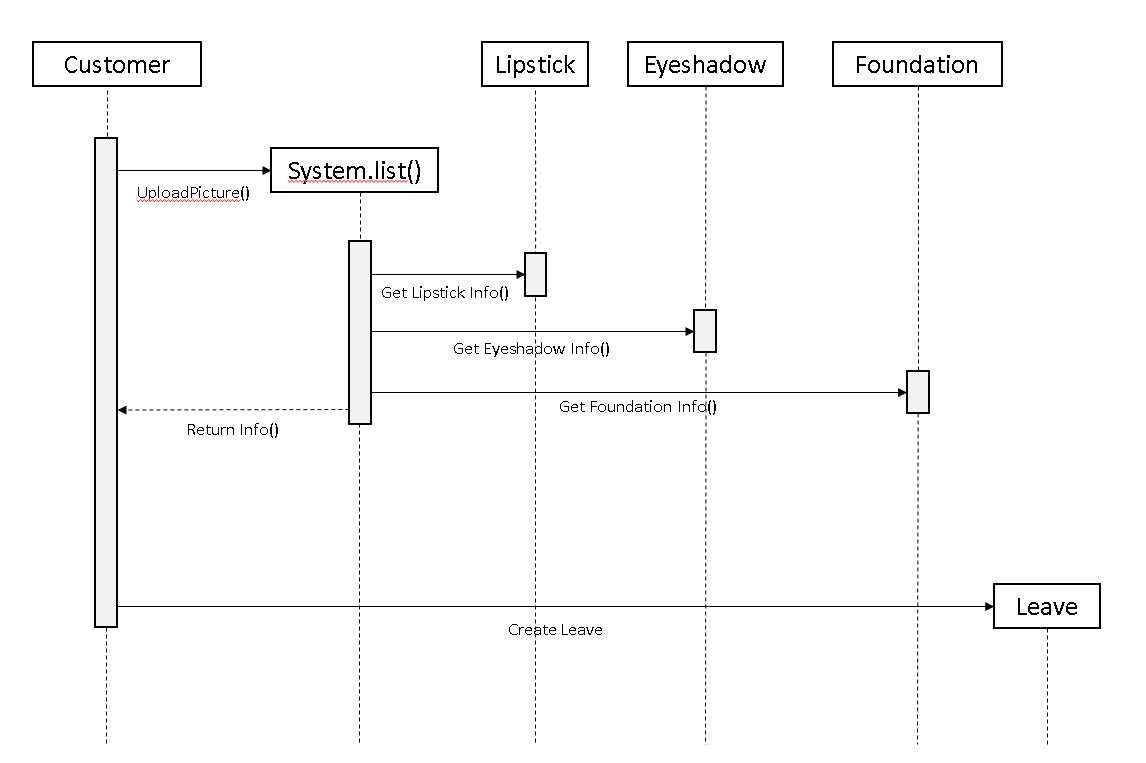 Customer
Lipstick
Eyeshadow
Foundation
System.list()
UploadPicture()
Get Lipstick Info()
Get Eyeshadow Info()
Get Foundation Info()
Return Info()
Leave
Create Leave